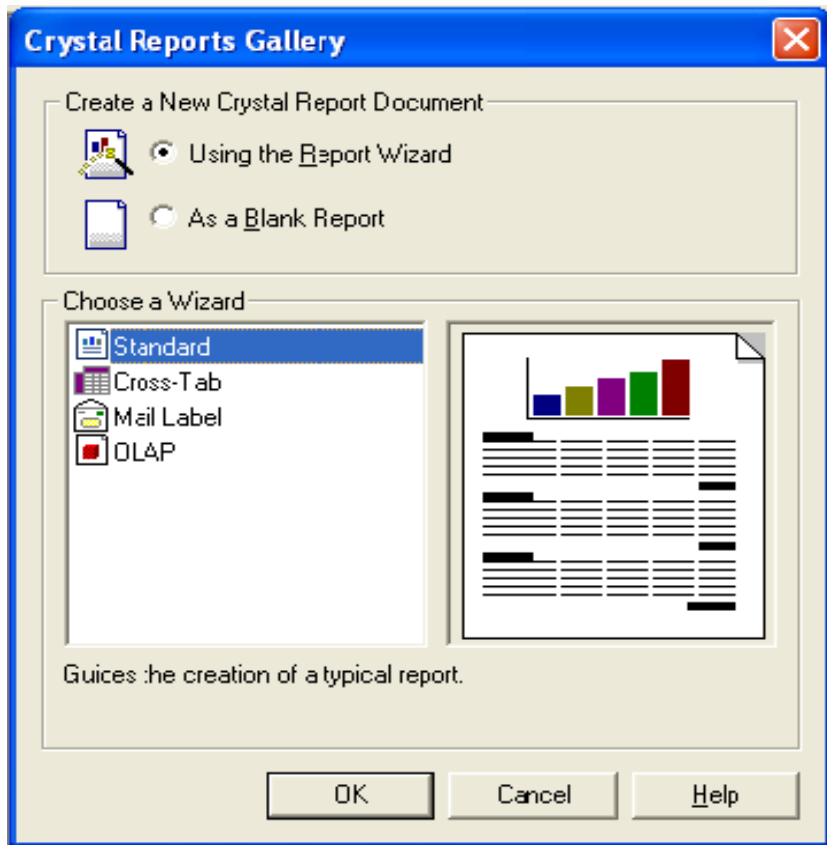 Crystal Reports Gallery
Create a New Crystal Report Document
Using the Report Wizard
As a Blank Report
Choose a Wizard
Standard
Cross-Tab
Mail Label
OLAP
Guices :he creation of a typical report.
OK Cancel Help